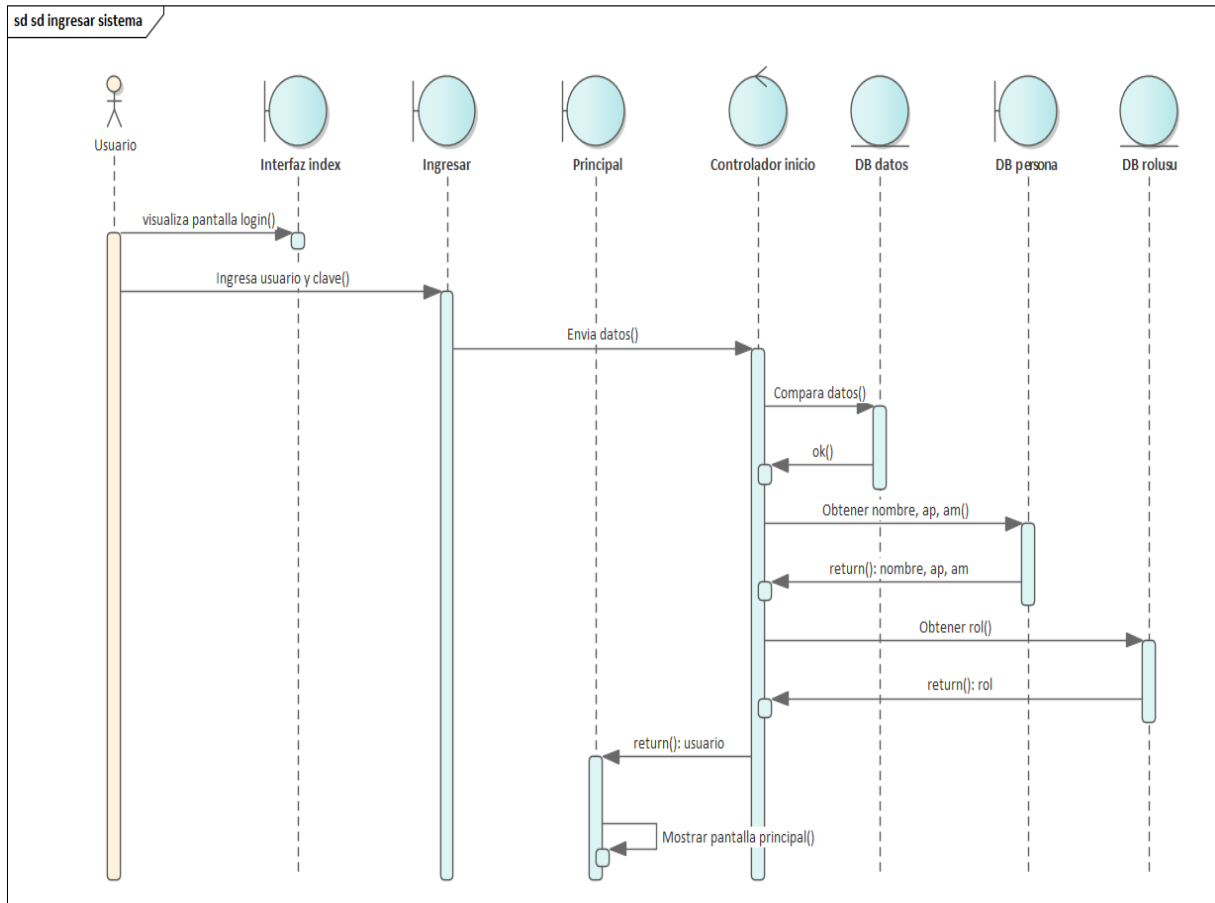 sd sd ingresar sistema
Usuario
Interfaz index
Ingresar
Principal
Controlador inicio
DB datos
DB persona
DB rolusu
visualiza pantalla login()
Ingresa usuario y clave()
Envia datos()
Compara datos()
ok()
Obtener nombre, ap, am()
return(): nombre, ap, am
Obtener rol()
return(): rol
return(): usuario
Mostrar pantalla principal()